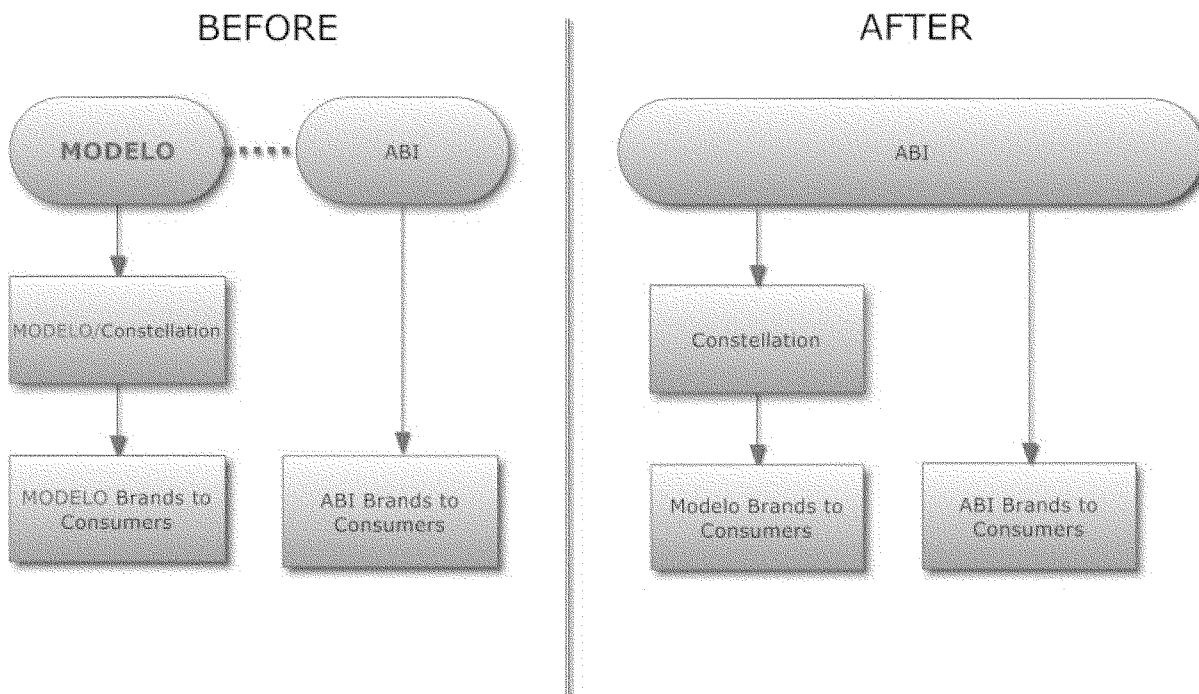 BEFORE
MODELO
ABI
MODELO/Constellation
MODELO Brands to
Consumers
ABI Brands to
Consumers
AFTER
ABI
Constellation
Modelo Brands to
Consumers
ABI Brands to
Consumers